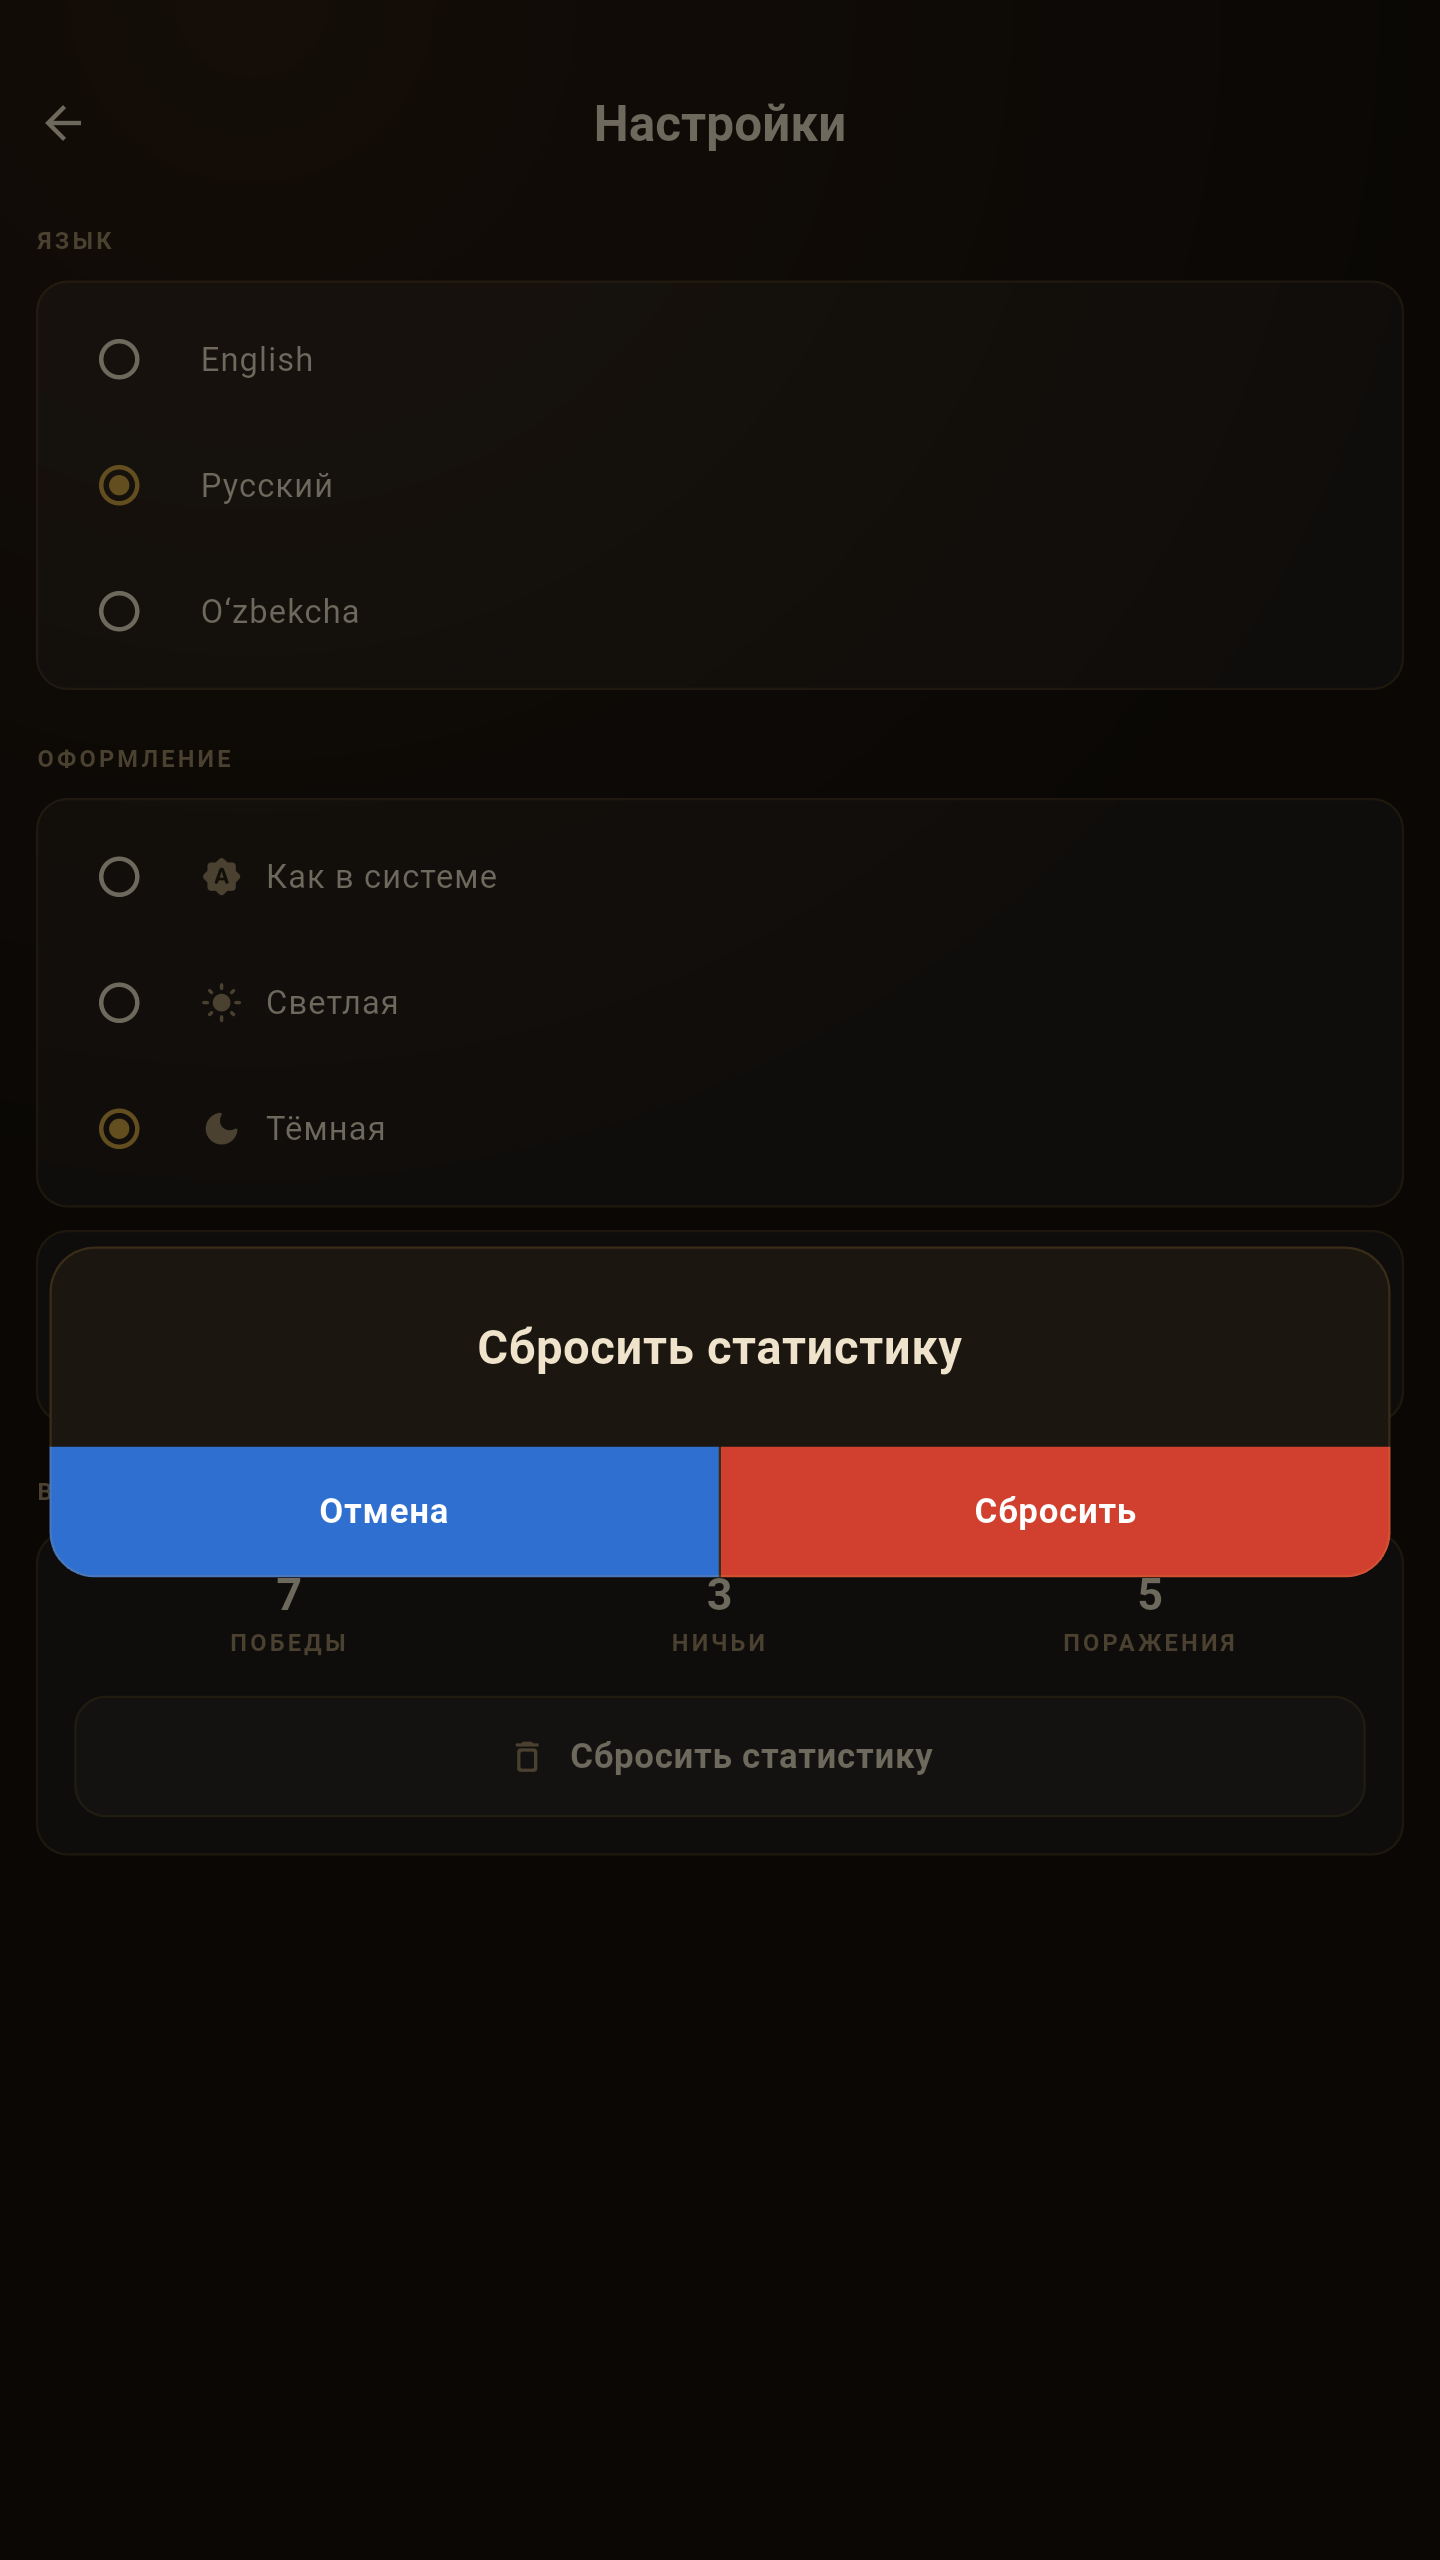 Настройки
ЯЗЫК
English
Русский
Oʻzbekcha
ОФОРМЛЕНИЕ
Как в системе
Светлая
Тёмная
Сбросить статистику
Отмена
Сбросить
7
3
5
ПОБЕДЫ
НИЧЬИ
ПОРАЖЕНИЯ
Сбросить статистику